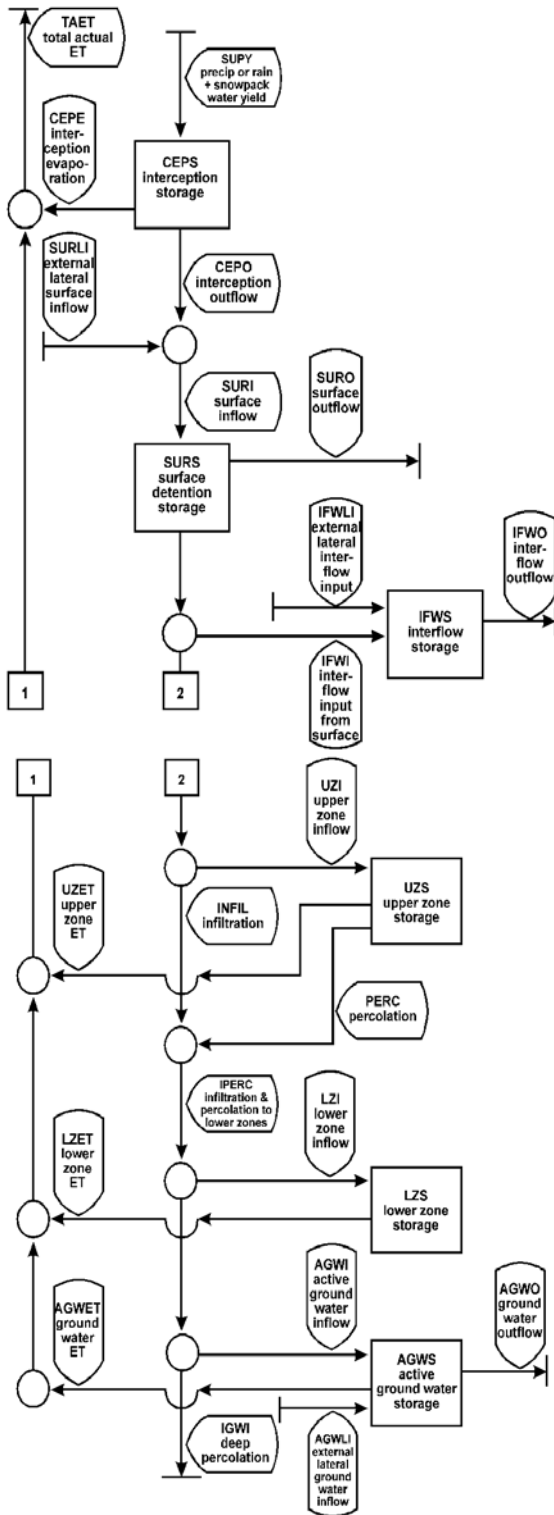 TAET
total actual
ET
SUPY
precip or rain
+ snowpack
water yield
CEPE
inter-
ception
evapo-
ration
CEPS
interception
storage
SURLI
external
lateral
surface
inflow
CEPO
interception
outflow
SURI
surface
inflow
SURO
surface
outflow
SURS
surface
detention
storage
IFWLI
external
lateral
inter-
flow
input
IFWO
inter-
flow
outflow
IFWS
interflow
storage
IFWI
inter-
flow
input
from
surface
1
2
1
2
UZI
upper
zone
inflow
UZET
upper
zone
ET
INFIL
infiltration
UZS
upper zone
storage
PERC
percolation
IPERC
infiltration &
percolation to
lower zones
LZI
lower
zone
inflow
LZET
lower
zone
ET
LZS
lower zone
storage
AGWI
active
ground
water
inflow
AGWO
ground
water
outflow
AGWET
ground
water
ET
AGWS
active
ground water
storage
IGWI
deep
percolation
AGWLI
external
lateral
ground
water
inflow